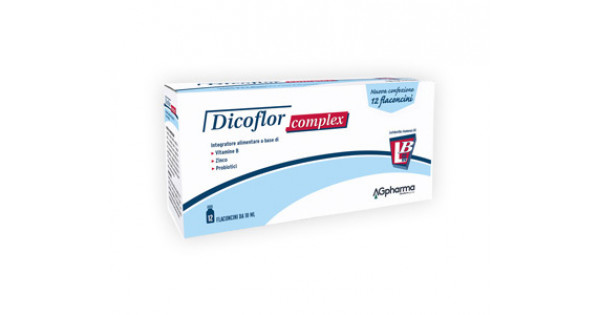 Nuova confezione
12 flaconcini
Dicoflor complex
Integratore alimentare a base di
Vitamine B
Zinco
Probiotici
LB
AGpharma
12
FLACONCINI DA 10 ML